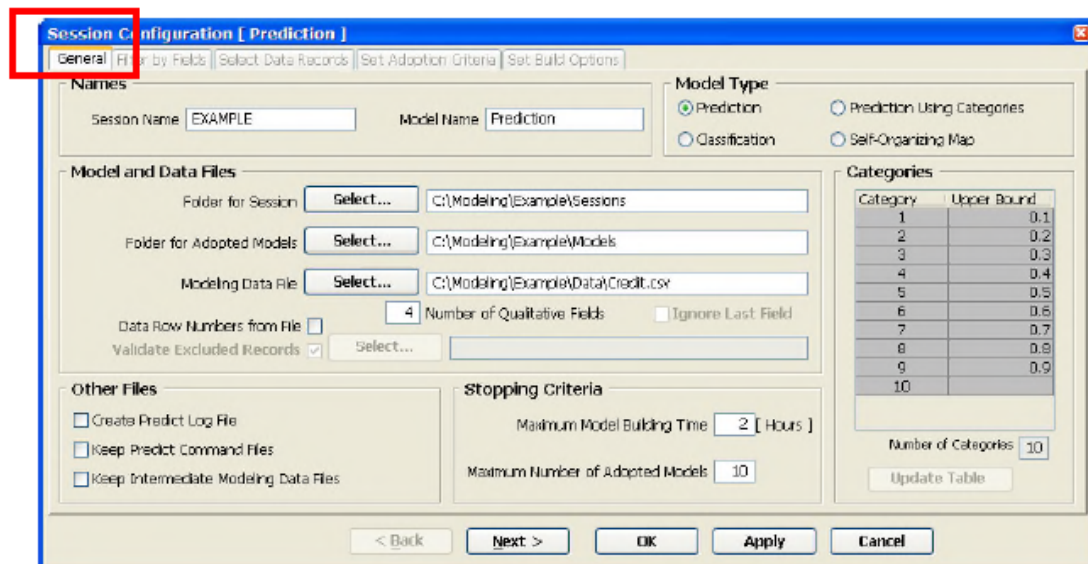 Session Configuration [ Prediction ]
General Filter by Fields Select Data Records Set Adoption Criteria Set Build Options
Names
Session Name EXAMPLE Model Name Prediction
Model Type
Prediction Prediction Using Categories
Classification Self-Organizing Map
Model and Data Files
Folder for Session Select... C:\Modeling\Example\Sessions
Folder for Adopted Models Select... C:\Modeling\Example\Models
Modeling Data File Select... C:\Modeling\Example\Data\Credit.csv
4 Number of Qualitative Fields Ignore Last Field
Data Row Numbers from File
Validate Excluded Records Select...
Categories
Category Upper Bound
1 0.1
2 0.2
3 0.3
4 0.4
5 0.5
6 0.6
7 0.7
8 0.8
9 0.9
10
Number of Categories 10
Update Table
Other Files
Create Predict Log File
Keep Predict Command Files
Keep Intermediate Modeling Data Files
Stopping Criteria
Maximum Model Building Time 2 [ Hours ]
Maximum Number of Adopted Models 10
< Back Next > OK Apply Cancel